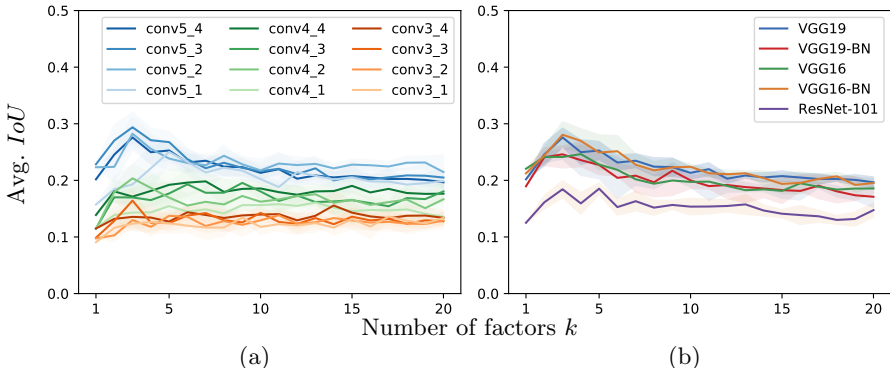 Avg. IoU
0.5
0.4
0.3
0.2
0.1
0.0
conv5_4 conv4_4 conv3_4
conv5_3 conv4_3 conv3_3
conv5_2 conv4_2 conv3_2
conv5_1 conv4_1 conv3_1
1 5 10 15 20
0.5
0.4
0.3
0.2
0.1
0.0
VGG19
VGG19-BN
VGG16
VGG16-BN
ResNet-101
1 5 10 15 20
Number of factors k
(a) (b)